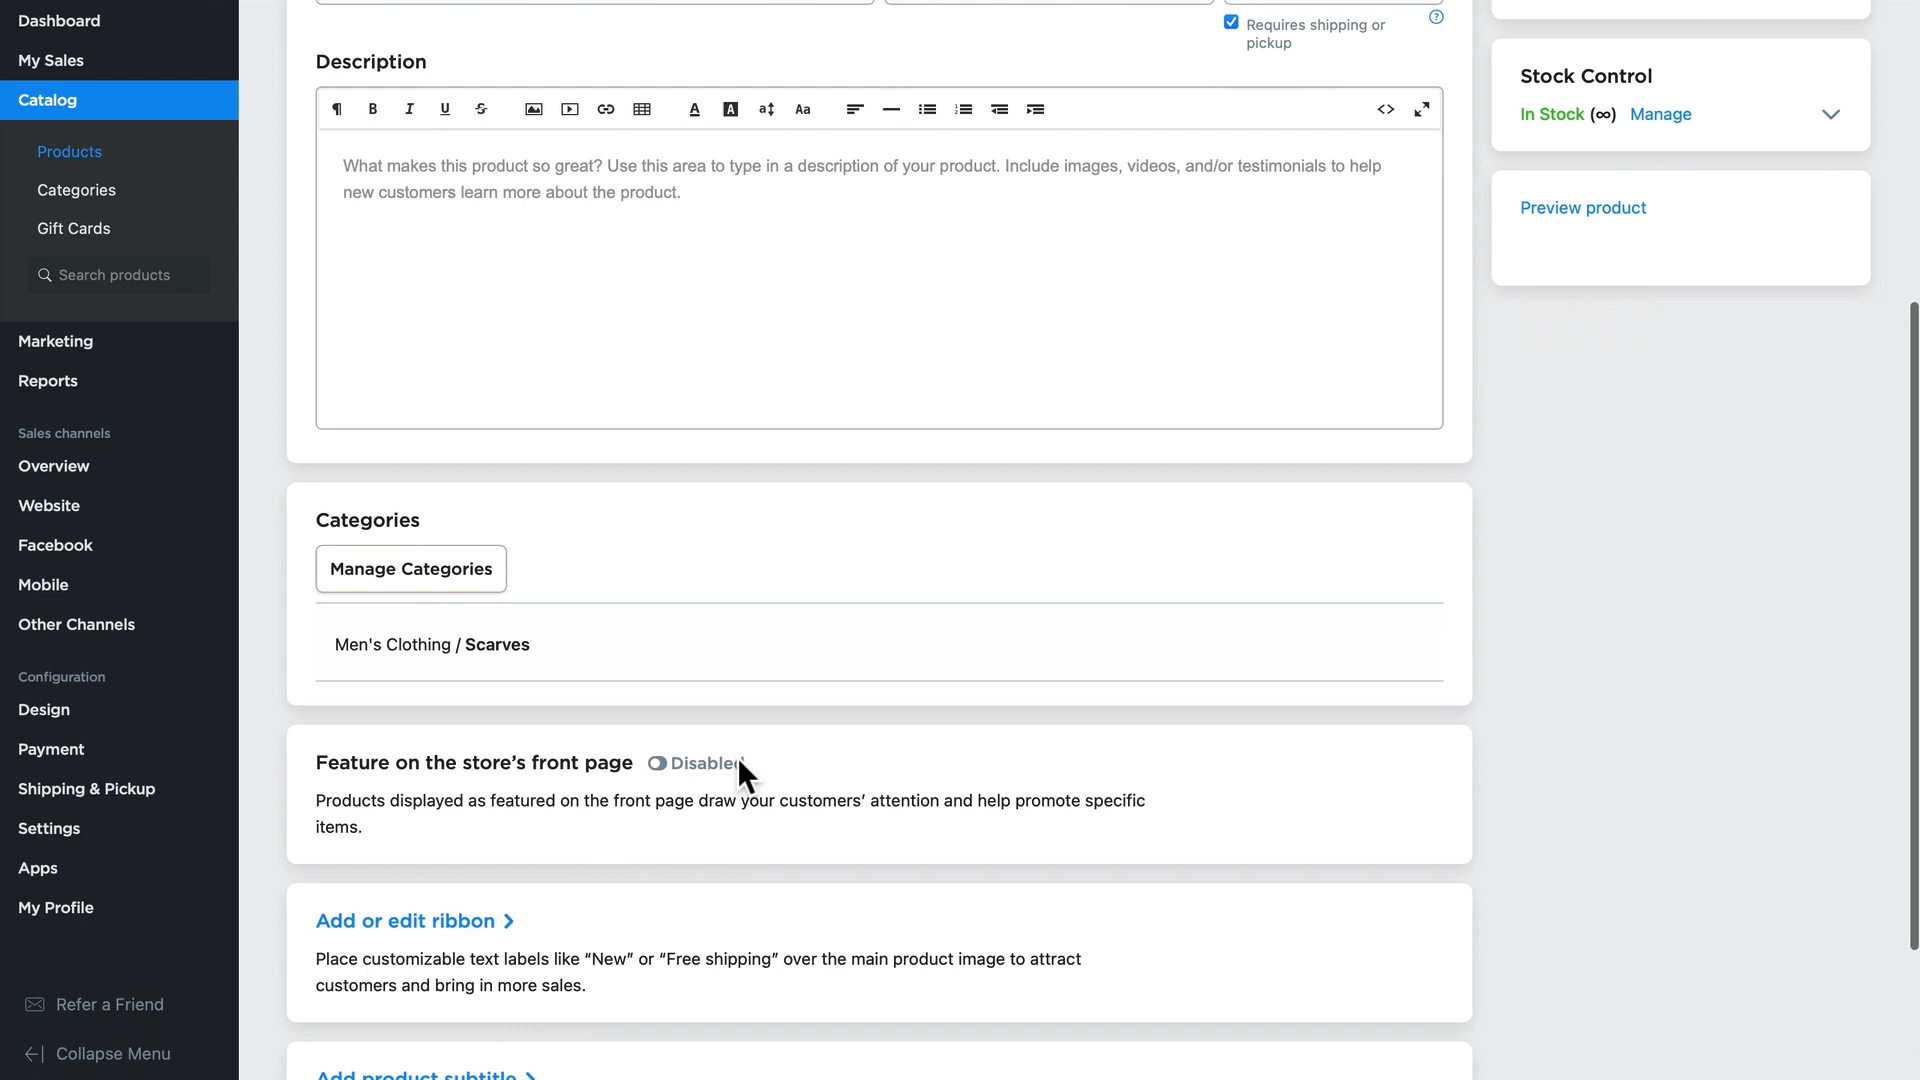 Dashboard
My Sales
Catalog
Products
Categories
Gift Cards
Search products
Marketing
Reports
Sales channels
Overview
Website
Facebook
Mobile
Other Channels
Configuration
Design
Payment
Shipping & Pickup
Settings
Apps
My Profile
Refer a Friend
Collapse Menu
Requires shipping or
pickup
Description
What makes this product so great? Use this area to type in a description of your product. Include images, videos, and/or testimonials to help
new customers learn more about the product.
Categories
Manage Categories
Men's Clothing / Scarves
Feature on the store’s front page Disabled
Products displayed as featured on the front page draw your customers’ attention and help promote specific
items.
Add or edit ribbon
Place customizable text labels like “New” or “Free shipping” over the main product image to attract
customers and bring in more sales.
Add product subtitle
Stock Control
In Stock (∞) Manage
Preview product